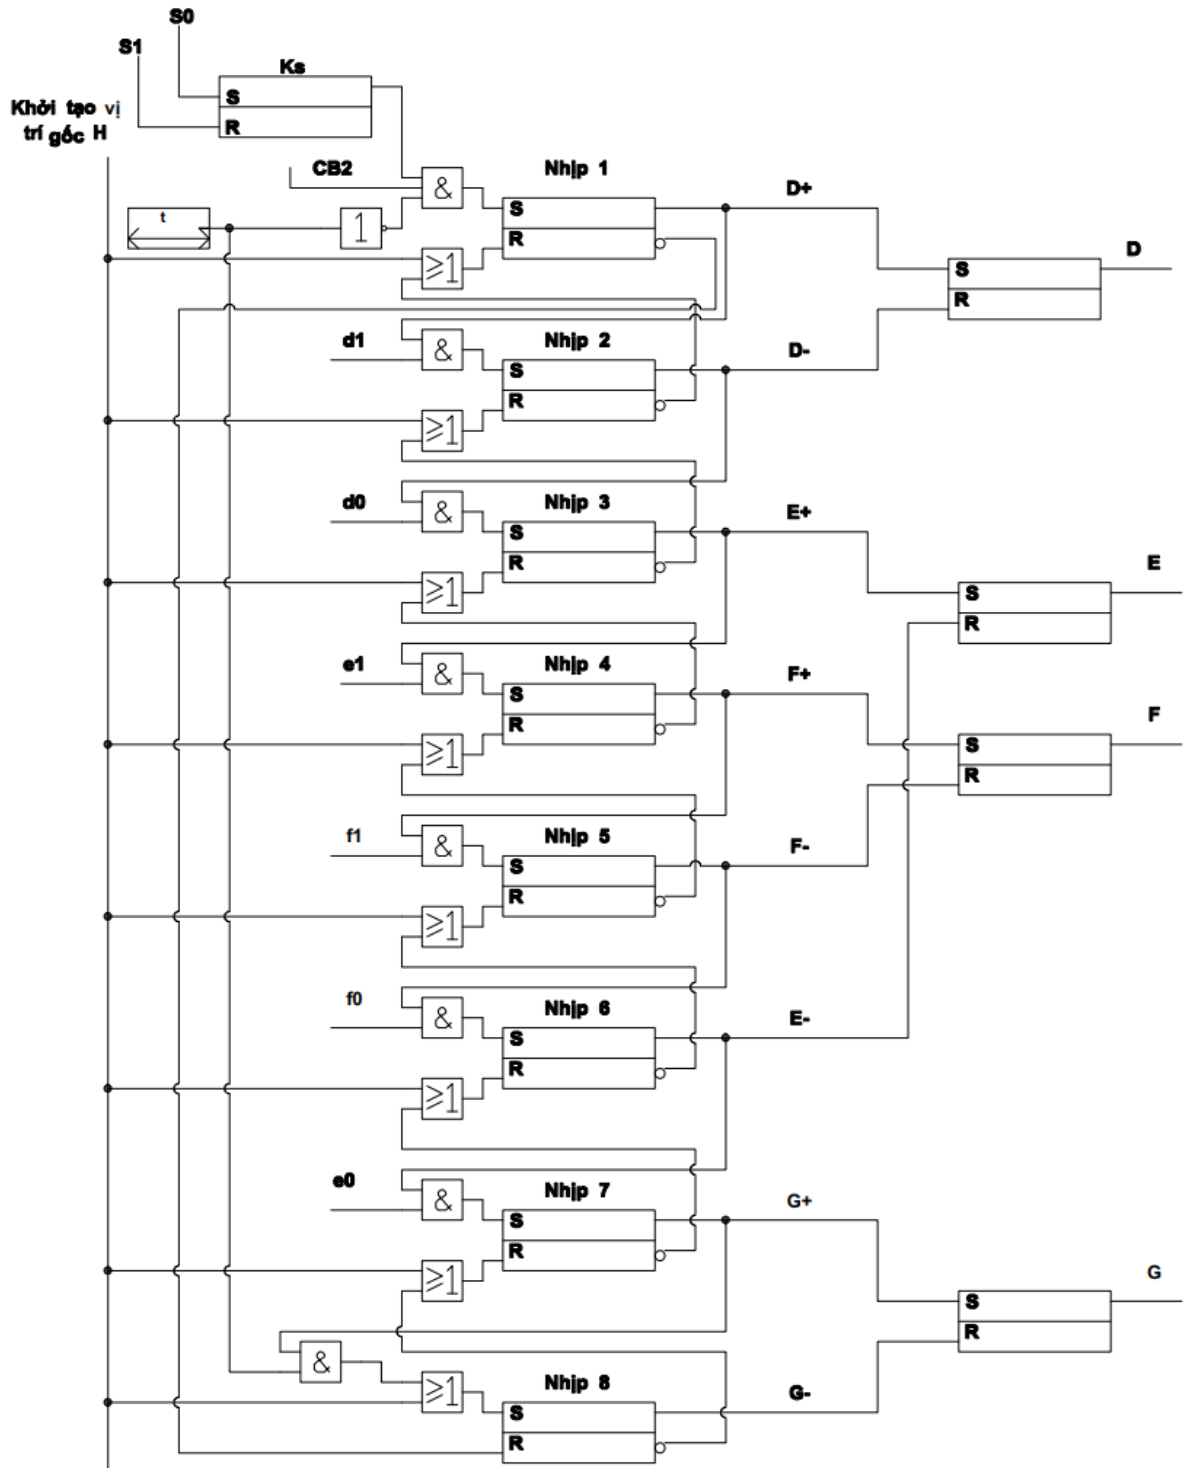 S0
S1
Ks
S
R
Khởi tạo vị
trí gốc H
CB2
&
Nhịp 1
D+
t
1
S
R
≥1
D
S
R
d1
&
Nhịp 2
D-
S
R
≥1
d0
&
Nhịp 3
E+
S
R
≥1
E
S
R
e1
&
Nhịp 4
F+
S
R
≥1
F
S
R
f1
&
Nhịp 5
F-
S
R
≥1
f0
&
Nhịp 6
E-
S
R
≥1
e0
&
Nhịp 7
G+
S
R
≥1
G
S
R
&
≥1
Nhịp 8
G-
S
R